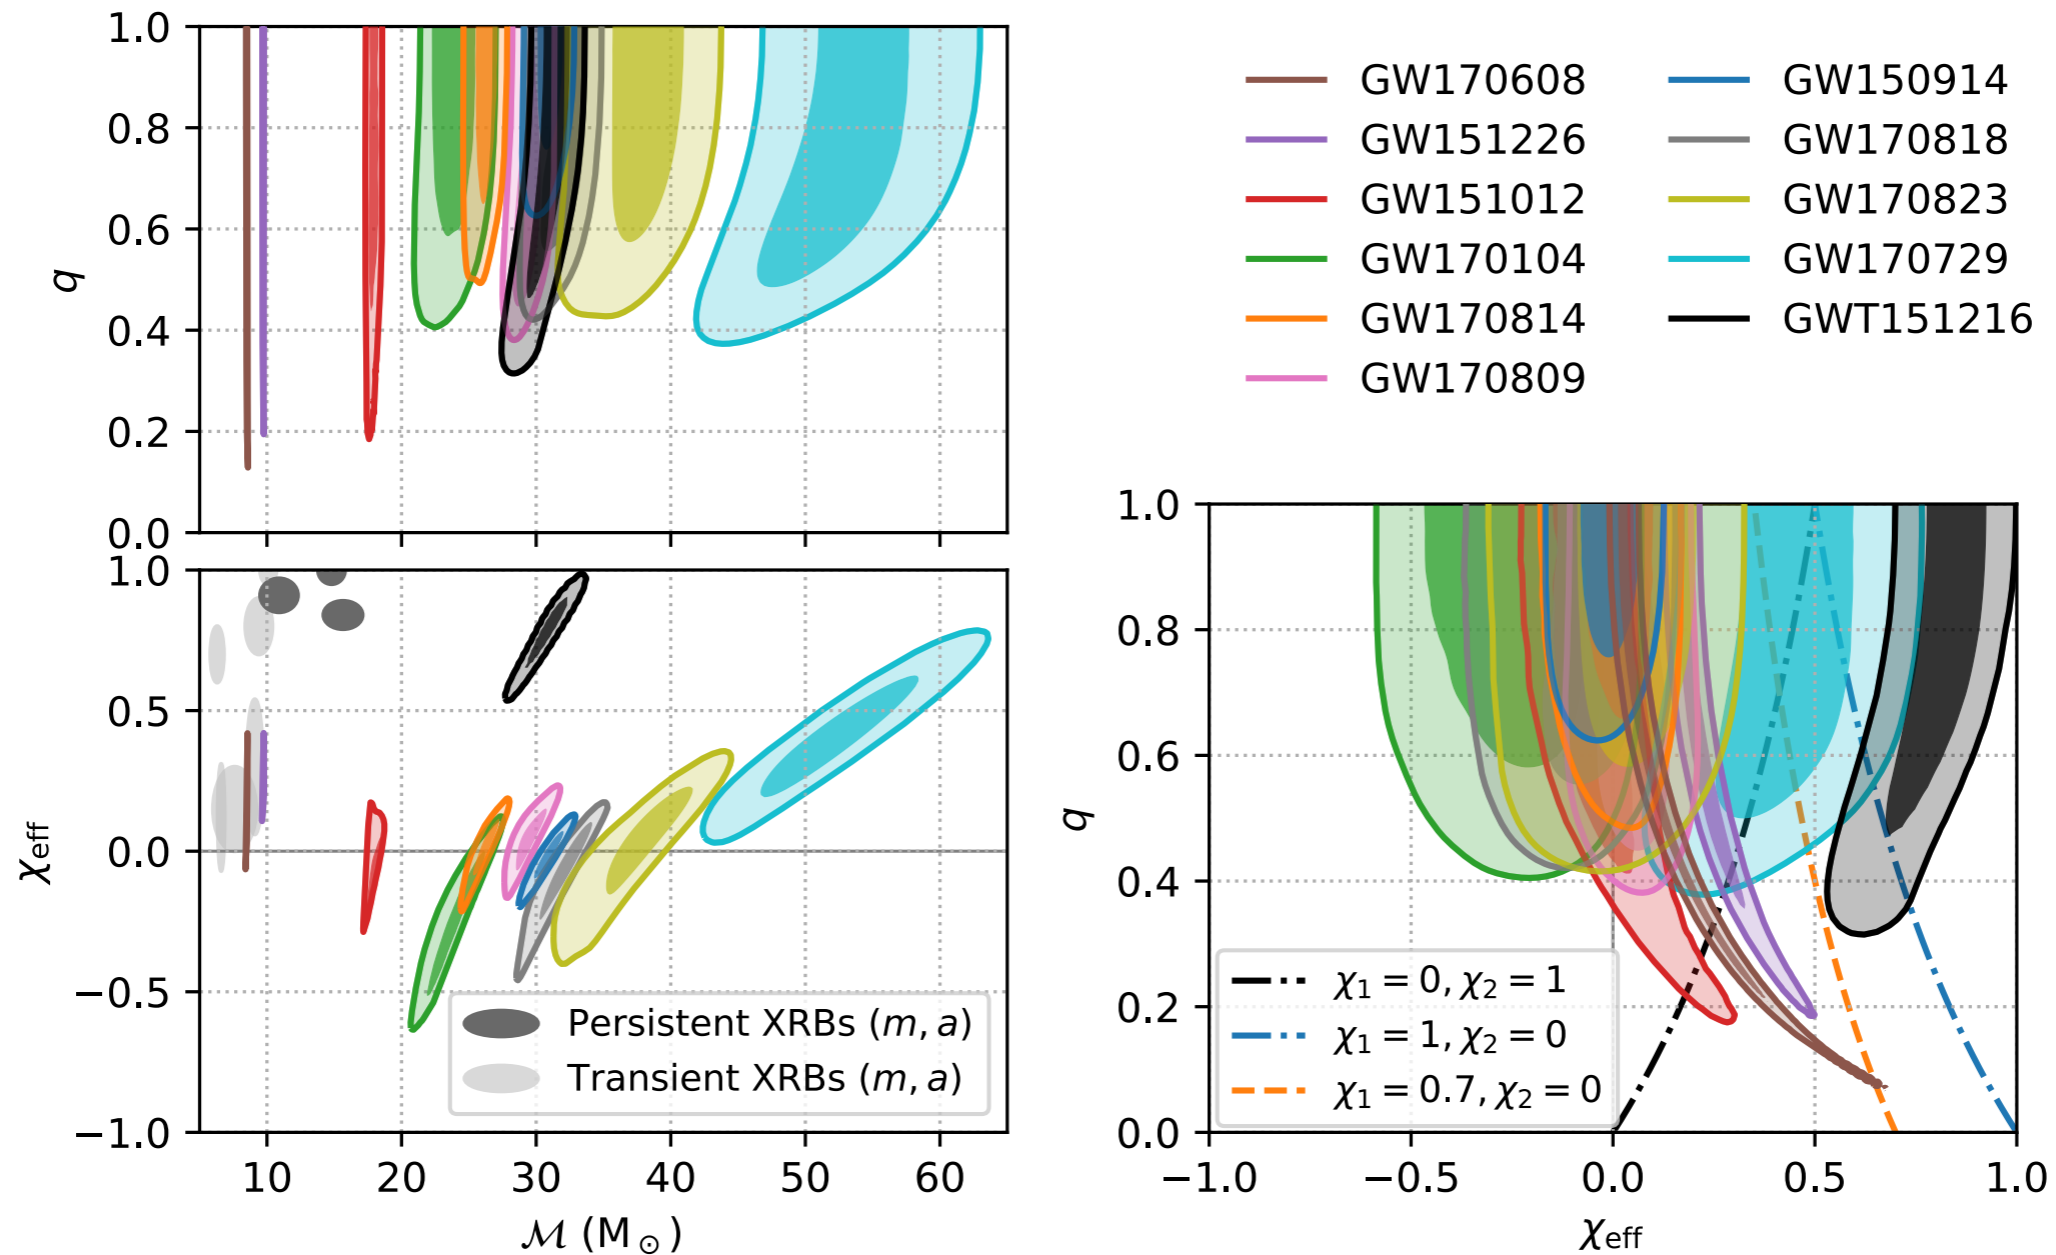 1.0
0.8
0.6
0.4
0.2
0.0
q
1.0
0.5
0.0
−0.5
−1.0
χeff
Persistent XRBs (m, a)
Transient XRBs (m, a)
10 20 30 40 50 60
ℳ (M⊙)
GW170608
GW151226
GW151012
GW170104
GW170814
GW170809
GW150914
GW170818
GW170823
GW170729
GWT151216
1.0
0.8
0.6
0.4
0.2
0.0
q
χ1 = 0, χ2 = 1
χ1 = 1, χ2 = 0
χ1 = 0.7, χ2 = 0
−1.0 −0.5 0.0 0.5 1.0
χeff